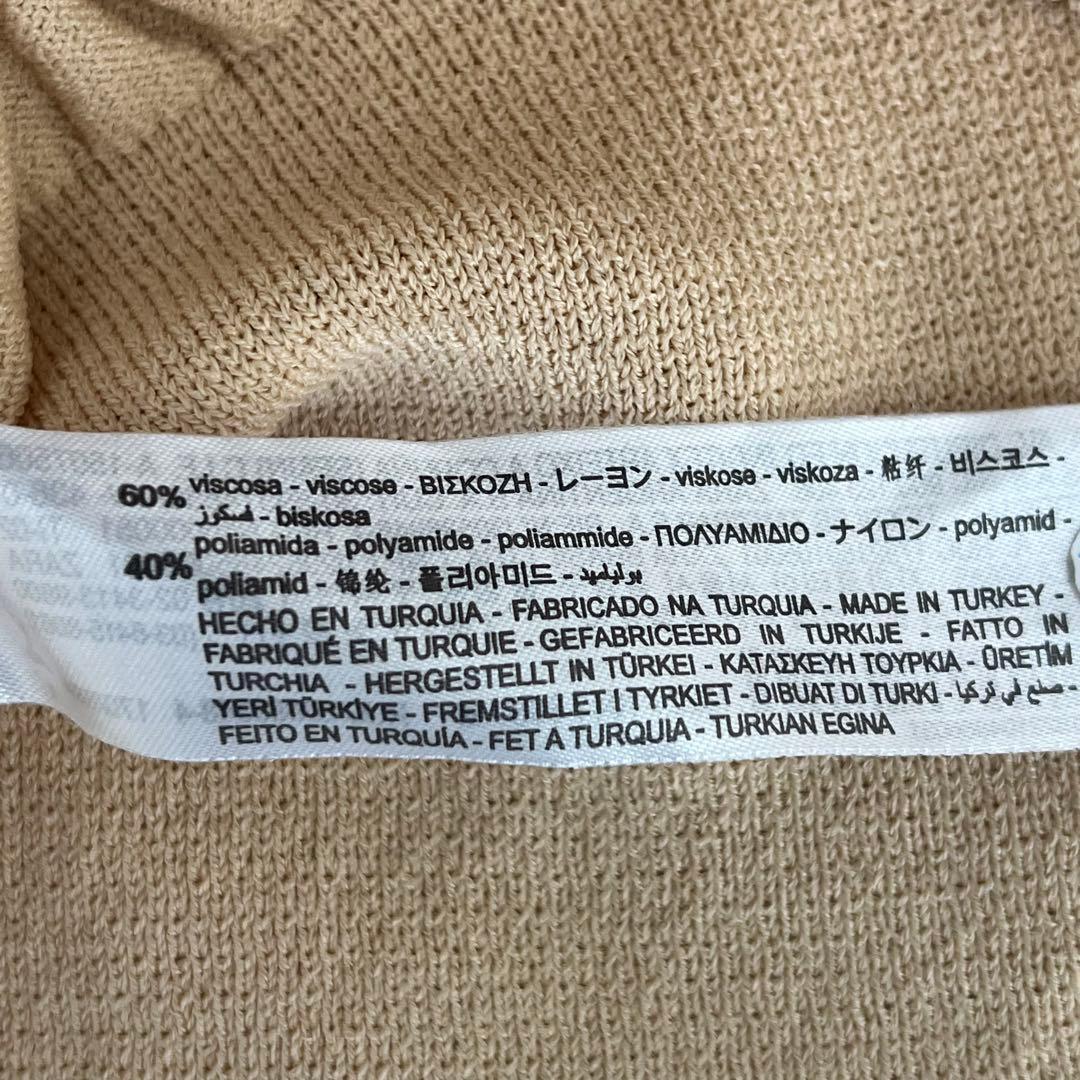 60% viscosa - viscose - ΒΙΣΚΟΖΗ - レーヨン - viskose - viskoza - 粘纤 - 비스코스 -
فسكوز - biskosa
40% poliamida - polyamide - poliammide - ΠΟΛΥΑΜΙΔΙΟ - ナイロン - polyamid -
poliamid - 锦纶 - 폴리아미드 - بولياميد
HECHO EN TURQUIA - FABRICADO NA TURQUIA - MADE IN TURKEY -
FABRIQUÉ EN TURQUIE - GEFABRICEERD IN TURKIJE - FATTO IN
TURCHIA - HERGESTELLT IN TÜRKEI - ΚΑΤΑΣΚΕΥΗ ΤΟΥΡΚΙΑ - ÜRETİM
YERİ TÜRKİYE - FREMSTILLET I TYRKIET - DIBUAT DI TURKI - صنع في تركيا -
FEITO EN TURQUÍA - FET A TURQUIA - TURKIAN EGINA
ZARA